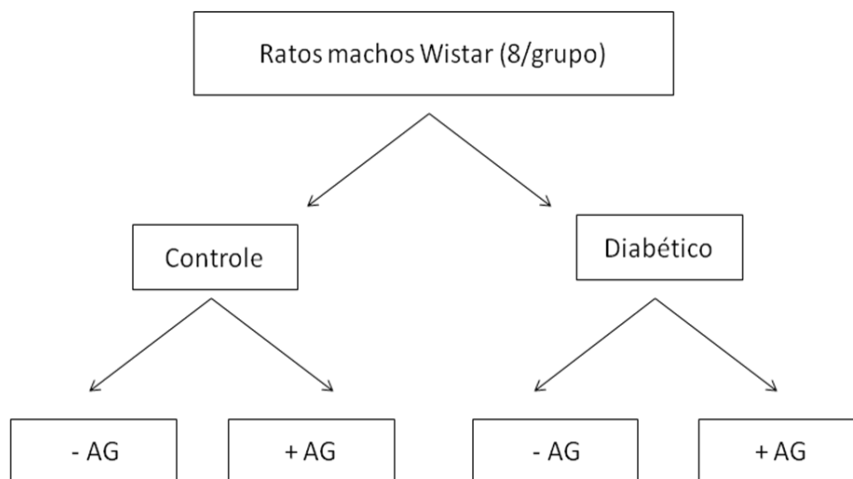 Ratos machos Wistar (8/grupo)
Controle
Diabético
- AG
+ AG
- AG
+ AG